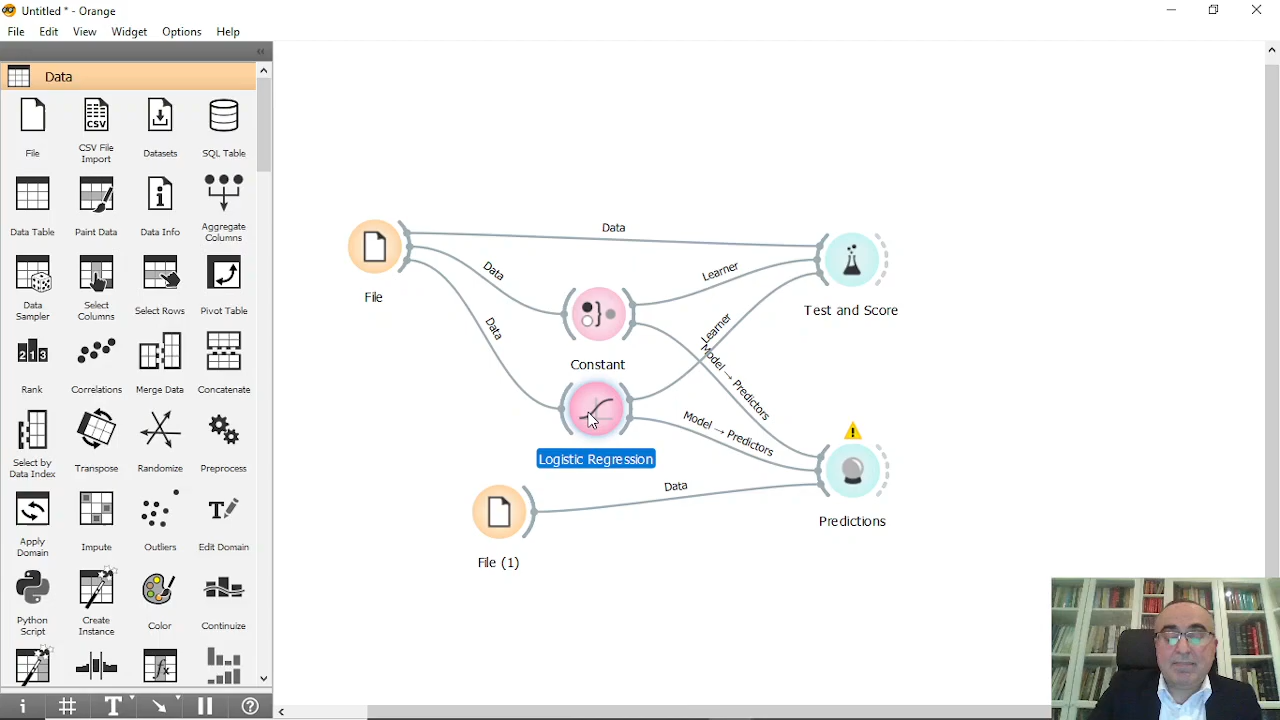 Untitled * - Orange
File Edit View Widget Options Help
Data
File
CSV File
Import
Datasets
SQL Table
Data Table
Paint Data
Data Info
Aggregate
Columns
Data
Sampler
Select
Columns
Select Rows
Pivot Table
Rank
Correlations
Merge Data
Concatenate
Select by
Data Index
Transpose
Randomize
Preprocess
Apply
Domain
Impute
Outliers
Edit Domain
Python
Script
Create
Instance
Color
Continuize
File
Data
Data
Data
Constant
Learner
Learner
Model → Predictors
Model → Predictors
Test and Score
Logistic Regression
File (1)
Data
Predictions